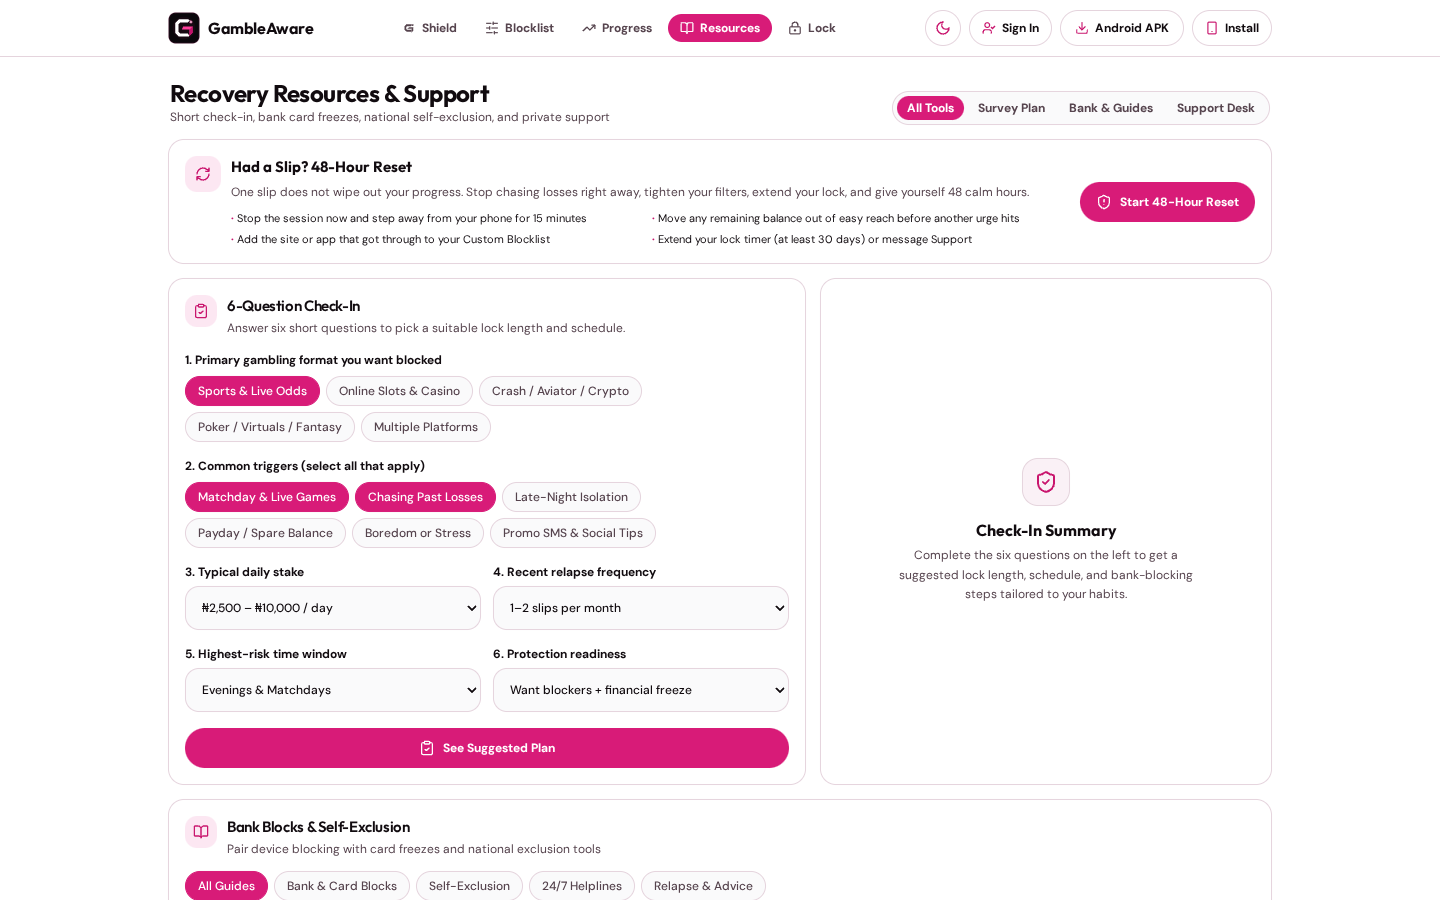 GambleAware
Shield
Blocklist
Progress
Resources
Lock
Sign In
Android APK
Install
Recovery Resources & Support
Short check-in, bank card freezes, national self-exclusion, and private support
All Tools
Survey Plan
Bank & Guides
Support Desk
Had a Slip? 48-Hour Reset
One slip does not wipe out your progress. Stop chasing losses right away, tighten your filters, extend your lock, and give yourself 48 calm hours.
· Stop the session now and step away from your phone for 15 minutes
· Move any remaining balance out of easy reach before another urge hits
· Add the site or app that got through to your Custom Blocklist
· Extend your lock timer (at least 30 days) or message Support
Start 48-Hour Reset
6-Question Check-In
Answer six short questions to pick a suitable lock length and schedule.
1. Primary gambling format you want blocked
Sports & Live Odds
Online Slots & Casino
Crash / Aviator / Crypto
Poker / Virtuals / Fantasy
Multiple Platforms
2. Common triggers (select all that apply)
Matchday & Live Games
Chasing Past Losses
Late-Night Isolation
Payday / Spare Balance
Boredom or Stress
Promo SMS & Social Tips
3. Typical daily stake
₦2,500 – ₦10,000 / day
4. Recent relapse frequency
1–2 slips per month
5. Highest-risk time window
Evenings & Matchdays
6. Protection readiness
Want blockers + financial freeze
See Suggested Plan
Check-In Summary
Complete the six questions on the left to get a
suggested lock length, schedule, and bank-blocking
steps tailored to your habits.
Bank Blocks & Self-Exclusion
Pair device blocking with card freezes and national exclusion tools
All Guides
Bank & Card Blocks
Self-Exclusion
24/7 Helplines
Relapse & Advice